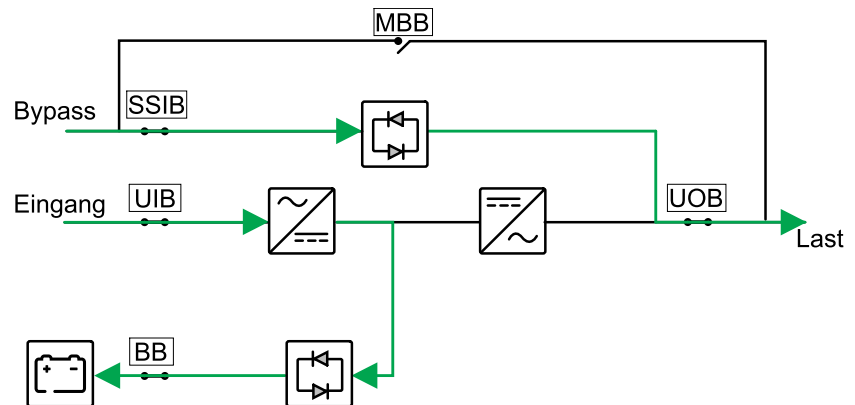 MBB
SSIB
Bypass
UIB
Eingang
UOB
Last
BB